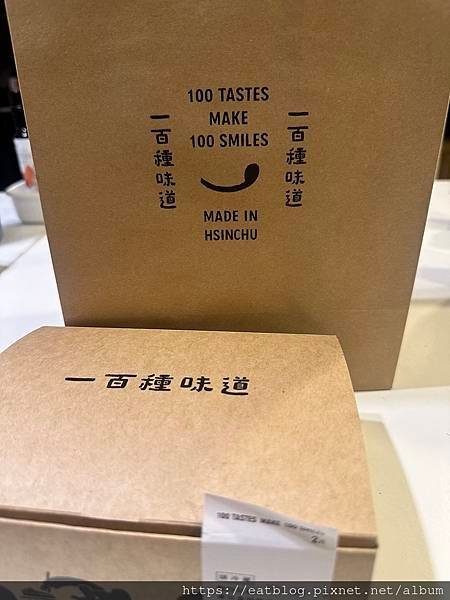 100 TASTES
MAKE
100 SMILES
一百種味道
一百種味道
MADE IN
HSINCHU
一百種味道
100 TASTES MAKE 100 SMILES
https://eatblog.pixnet.net/album